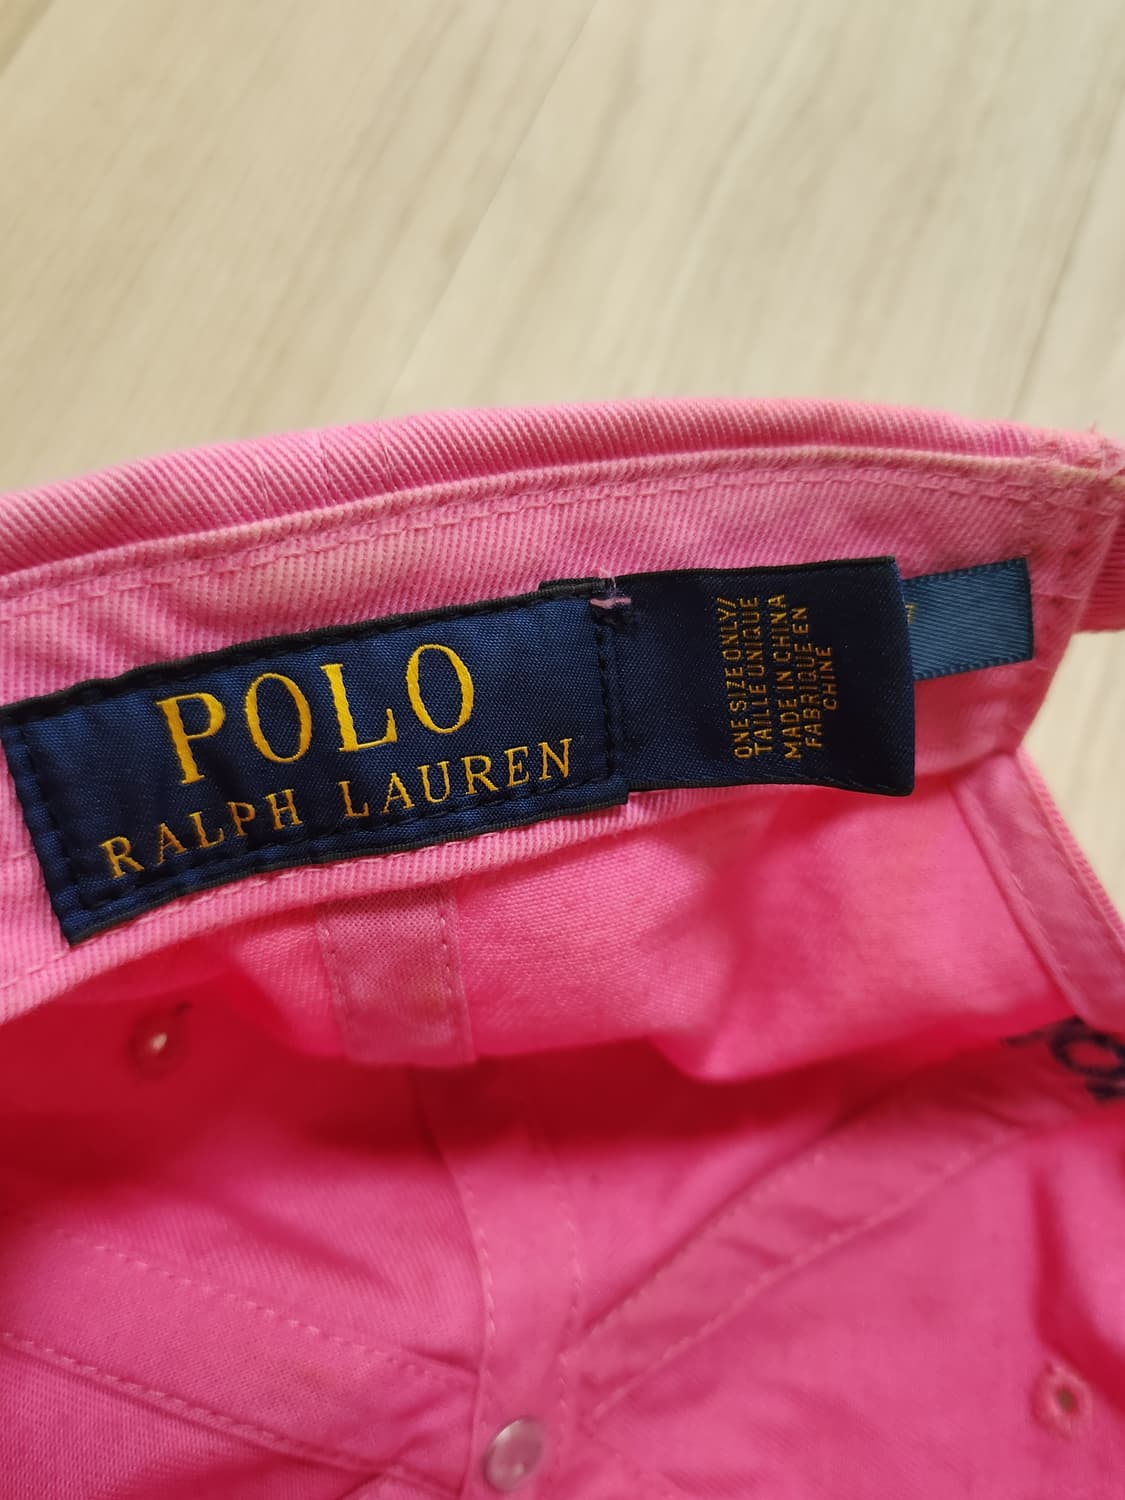 POLO
RALPH LAUREN
ONE SIZE ONLY/
TAILLE UNIQUE
MADE IN CHINA
FABRIQUE EN
CHINE